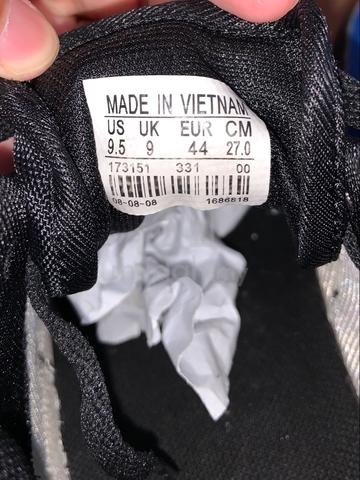 MADE IN VIETNAM
US UK EUR CM
9.5 9 44 27.0
173151 331 00
08-08-08 1686818